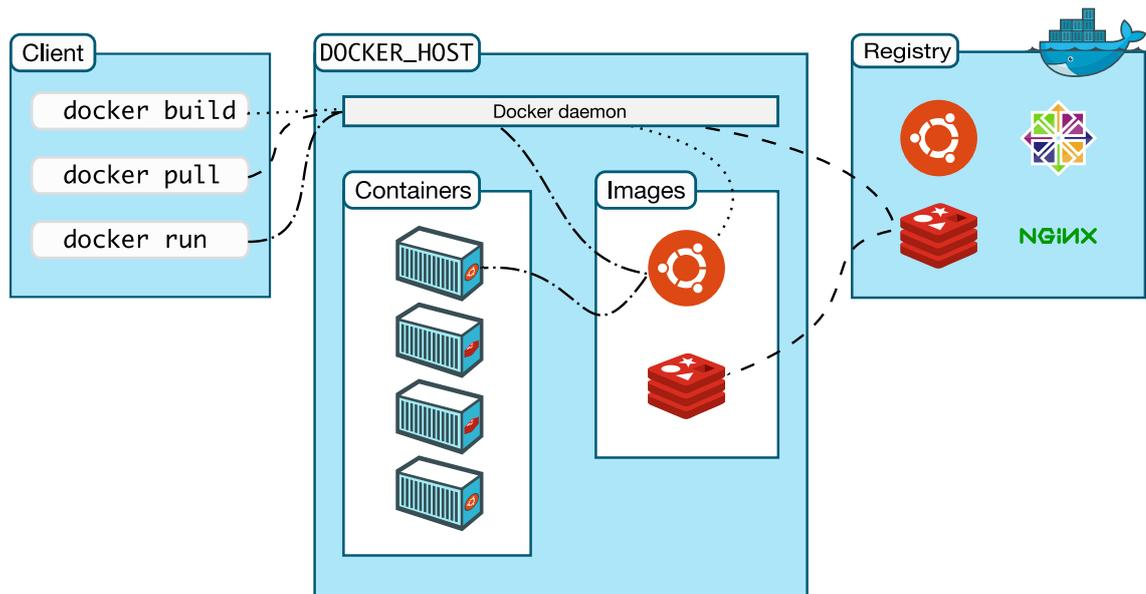 Client
docker build
docker pull
docker run
DOCKER_HOST
Docker daemon
Containers
Images
Registry
NGiNX